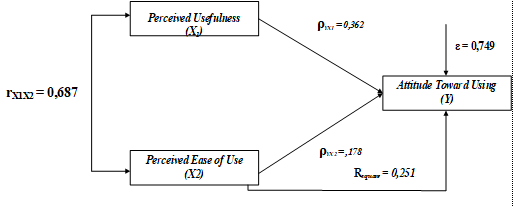 Perceived Usefulness
(X1)
ρYX1 = 0,362
ε = 0,749
rX1X2 = 0,687
Attitude Toward Using
(Y)
Perceived Ease of Use
(X2)
ρYX2 =,178
Rsquare = 0,251